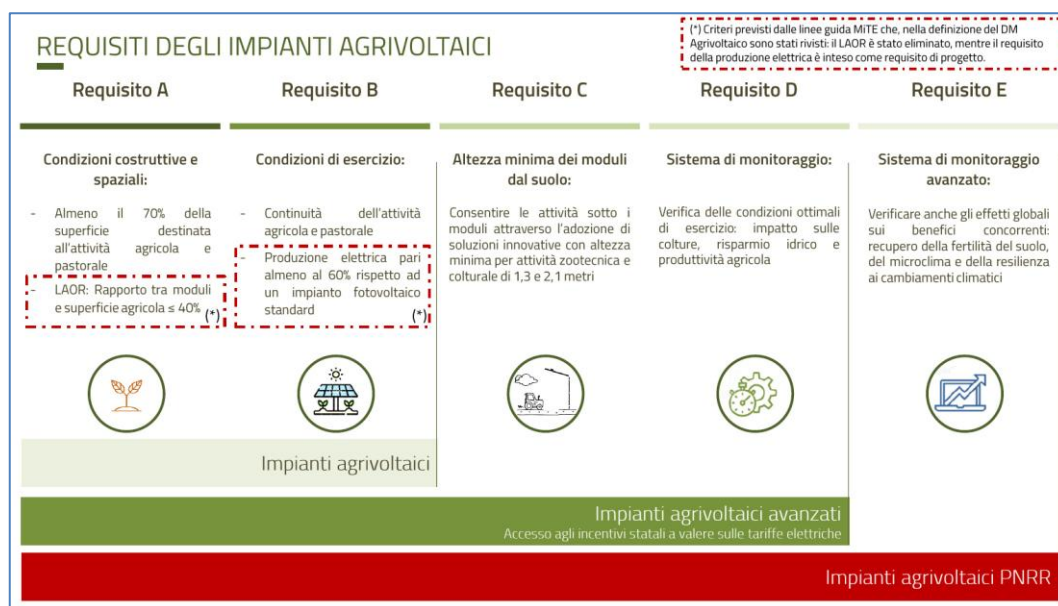 REQUISITI DEGLI IMPIANTI AGRIVOLTAICI
(*) Criteri previsti dalle linee guida MiTE che, nella definizione del DM
Agrivoltaico sono stati rivisti: il LAOR è stato eliminato, mentre il requisito
della produzione elettrica è inteso come requisito di progetto.
Requisito A
Condizioni costruttive e
spaziali:
- Almeno il 70% della
superficie destinata
all'attività agricola e
pastorale
- LAOR: Rapporto tra moduli
e superficie agricola ≤ 40% (*)
Requisito B
Condizioni di esercizio:
- Continuità dell'attività
agricola e pastorale
- Produzione elettrica pari
almeno al 60% rispetto ad
un impianto fotovoltaico
standard (*)
Requisito C
Altezza minima dei moduli
dal suolo:
Consentire le attività sotto i
moduli attraverso l'adozione di
soluzioni innovative con altezza
minima per attività zootecnica e
colturale di 1,3 e 2,1 metri
Requisito D
Sistema di monitoraggio:
Verifica delle condizioni ottimali
di esercizio: impatto sulle
colture, risparmio idrico e
produttività agricola
Requisito E
Sistema di monitoraggio
avanzato:
Verificare anche gli effetti globali
sui benefici concorrenti:
recupero della fertilità del suolo,
del microclima e della resilienza
ai cambiamenti climatici
Impianti agrivoltaici
Impianti agrivoltaici avanzati
Accesso agli incentivi statali a valere sulle tariffe elettriche
Impianti agrivoltaici PNRR